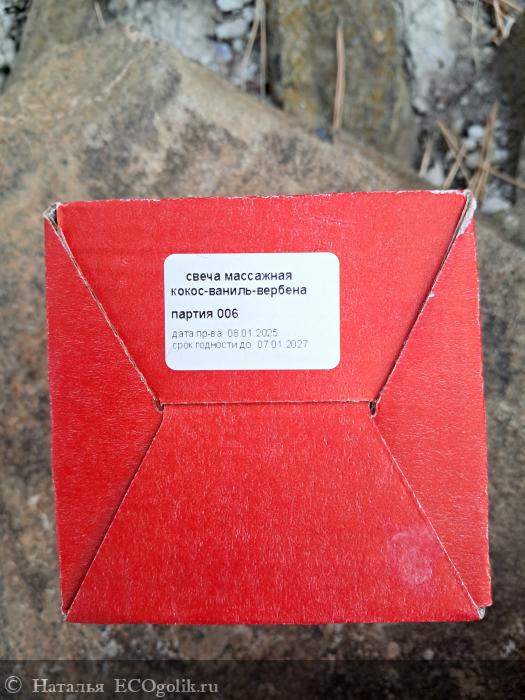 свеча массажная
кокос-ваниль-вербена
партия 006
дата пр-ва: 08.01.2025
срок годности до: 07.01.2027
Наталья ECOgolik.ru